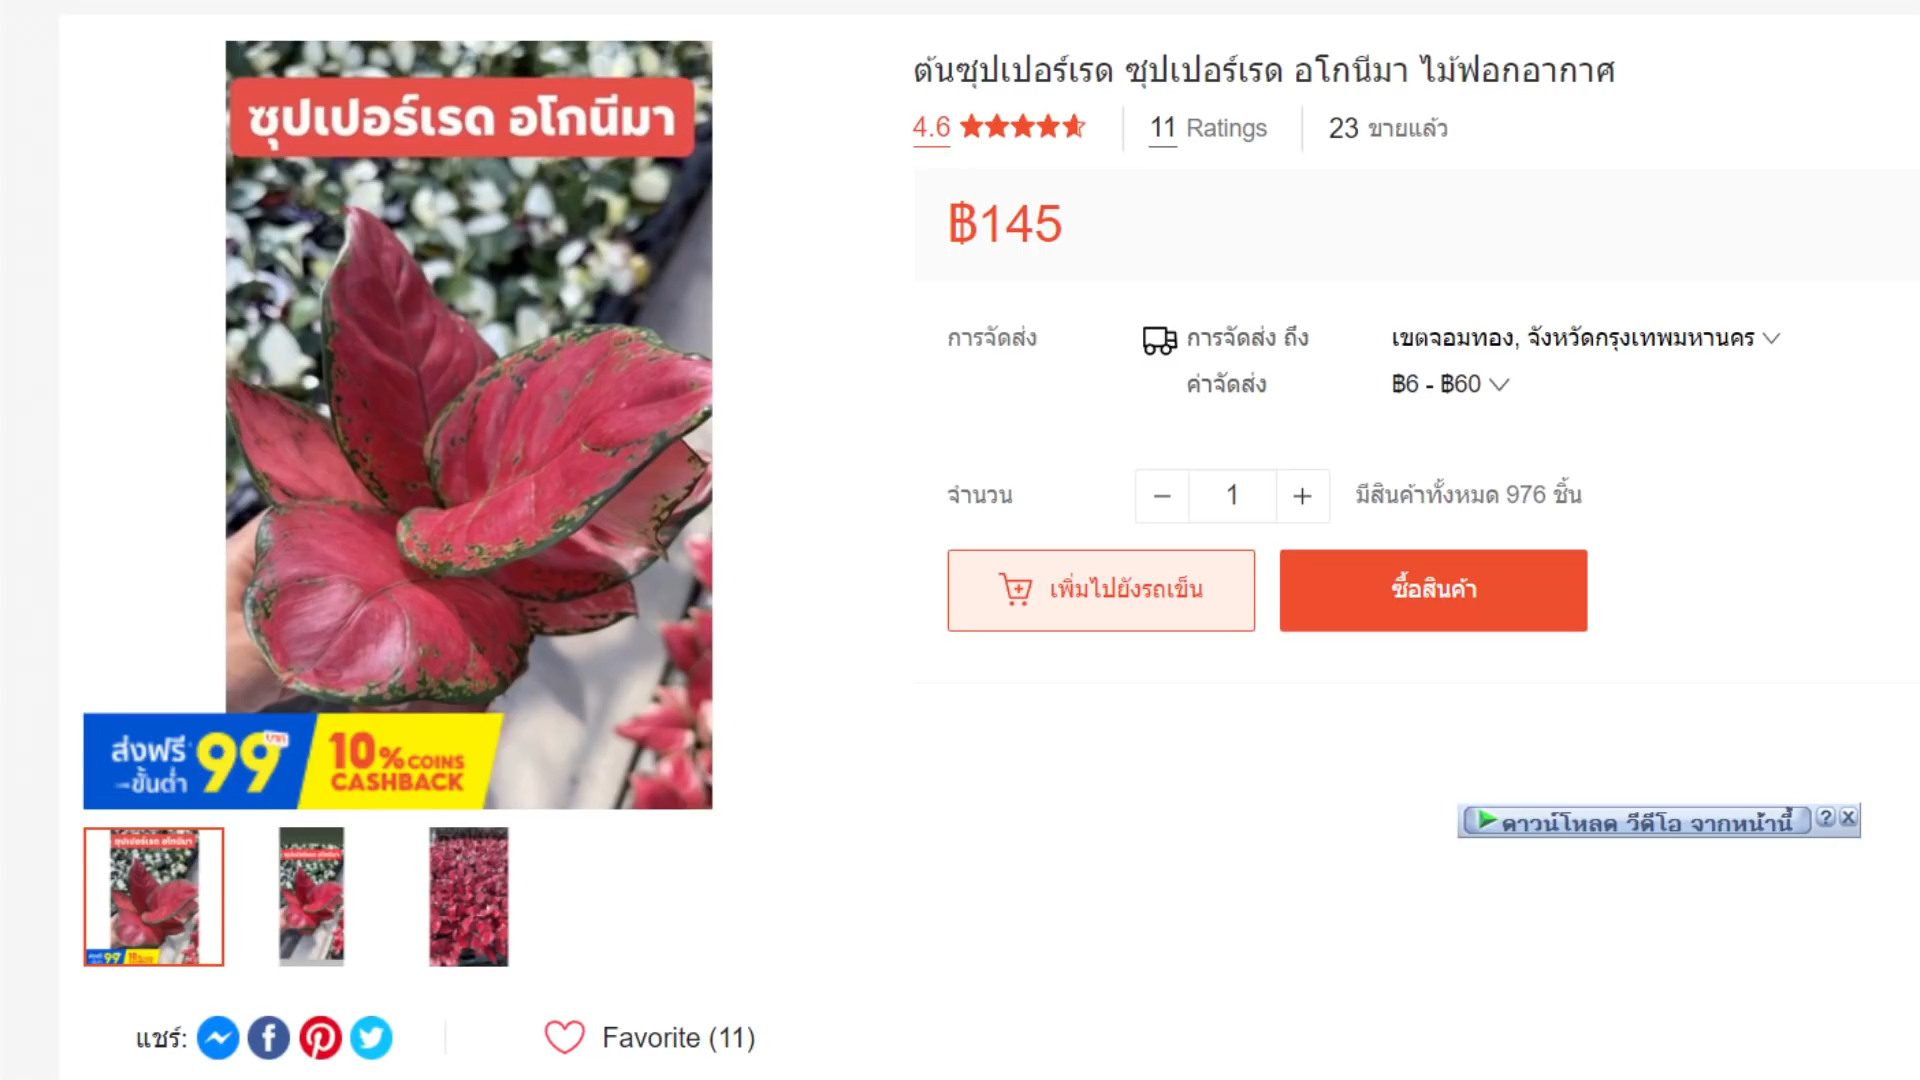 ซุปเปอร์เรด อโกนีมา
ส่งฟรี 99 บาท
ขั้นต่ำ
10% COINS
CASHBACK
แชร์:
Favorite (11)
ต้นซุปเปอร์เรด ซุปเปอร์เรด อโกนีมา ไม้ฟอกอากาศ
4.6
11 Ratings
23 ขายแล้ว
฿145
การจัดส่ง
การจัดส่ง ถึง
เขตจอมทอง, จังหวัดกรุงเทพมหานคร
ค่าจัดส่ง
฿6 - ฿60
จำนวน
1
มีสินค้าทั้งหมด 976 ชิ้น
เพิ่มไปยังรถเข็น
ซื้อสินค้า
ดาวน์โหลด วีดีโอ จากหน้านี้